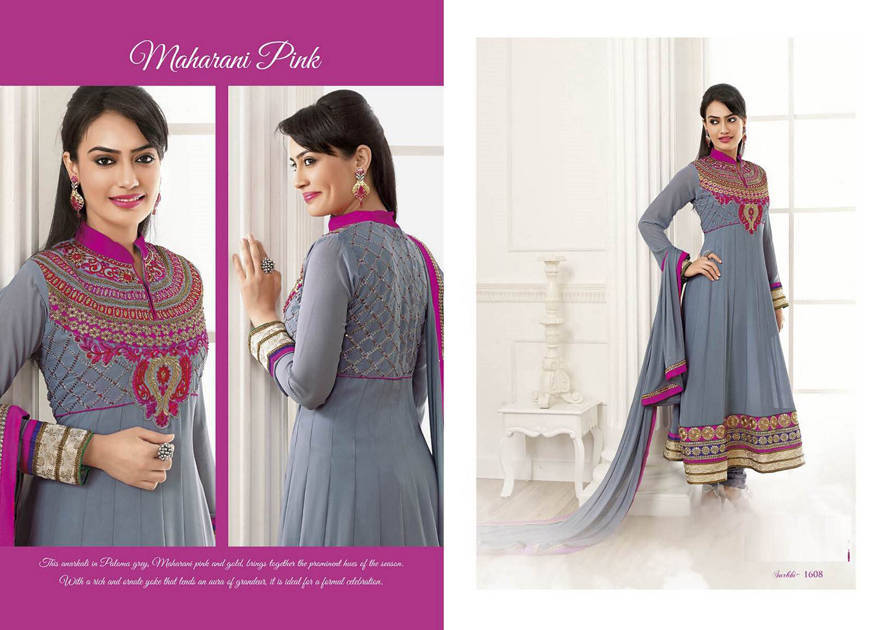 Maharani Pink
This anarkali in Paloma grey, Maharani pink and gold, brings together the prominent hues of the season.
With a rich and ornate yoke that lends an aura of grandeur, it is ideal for a formal celebration.
1608